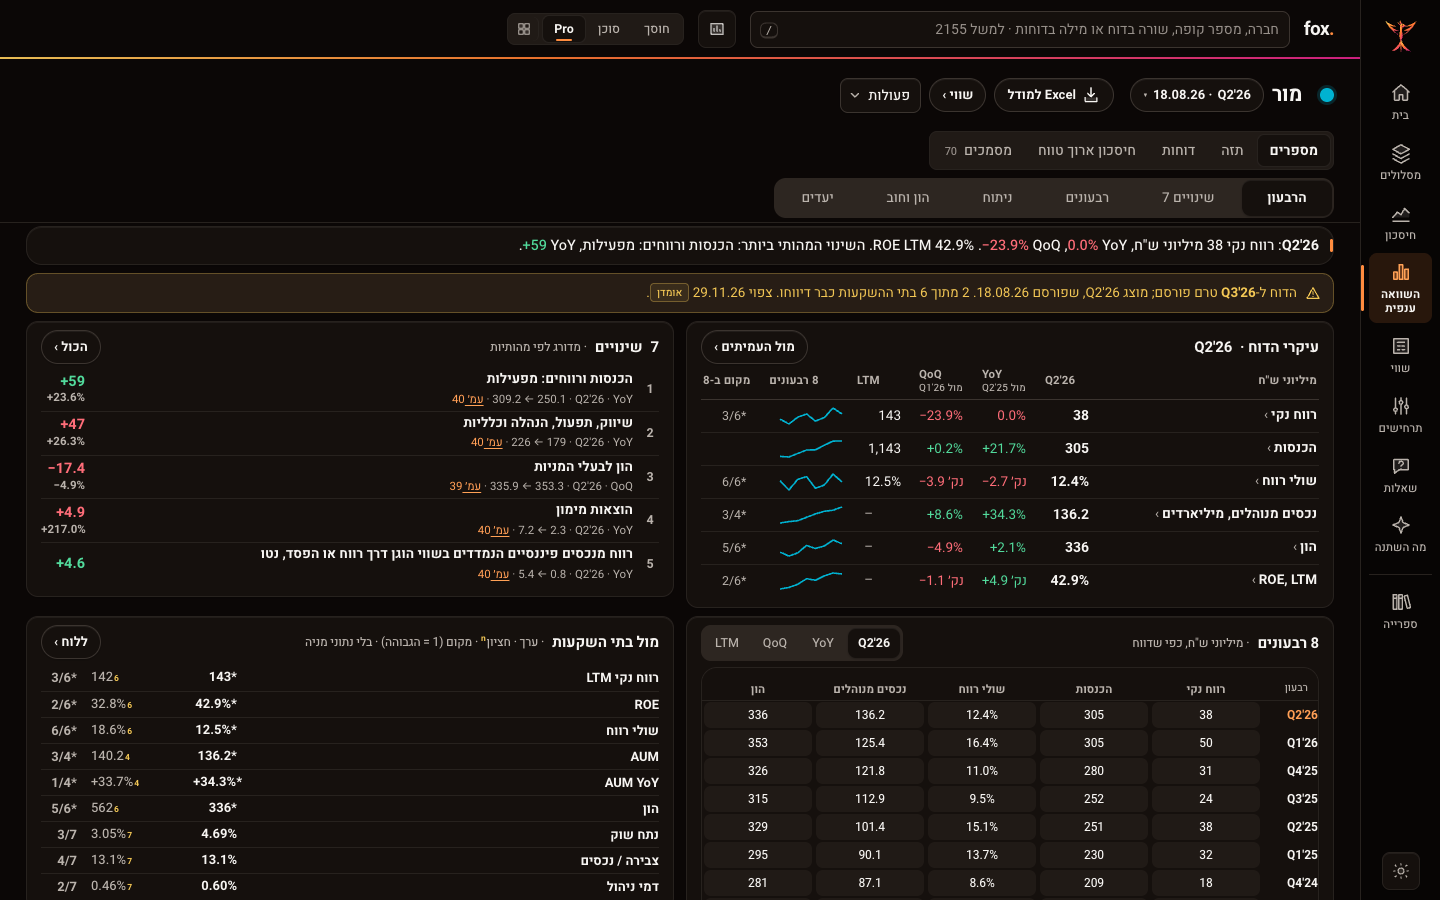 fox.
חברה, מספר קופה, שורה בדוח או מילה בדוחות · למשל 2155
/
חוסך
סוכן
Pro
בית
מסלולים
חיסכון
השוואה ענפית
שווי
תרחישים
שאלות
מה השתנה
ספרייה
מור
Q2'26 · 18.08.26
Excel למודל
שווי ›
פעולות
מספרים
תזה
דוחות
חיסכון ארוך טווח
מסמכים 70
הרבעון
שינויים 7
רבעונים
ניתוח
הון וחוב
יעדים
Q2'26: רווח נקי 38 מיליוני ש"ח, YoY 0.0%, QoQ −23.9%. ROE LTM 42.9%. השינוי המהותי ביותר: הכנסות ורווחים: מפעילות, YoY +59.
הדוח ל-Q3'26 טרם פורסם; מוצג Q2'26, שפורסם 18.08.26. 2 מתוך 6 בתי ההשקעות כבר דיווחו. צפוי 29.11.26 אומדן.
עיקרי הדוח · Q2'26
מול העמיתים ›
מיליוני ש"ח Q2'26 YoY מול Q2'25 QoQ מול Q1'26 LTM 8 רבעונים מקום ב-8
רווח נקי › 38 0.0% −23.9% 143 3/6*
הכנסות › 305 +21.7% +0.2% 1,143
שולי רווח › 12.4% −2.7 נק' −3.9 נק' 12.5% 6/6*
נכסים מנוהלים, מיליארדים › 136.2 +34.3% +8.6% – 3/4*
הון › 336 +2.1% −4.9% – 5/6*
ROE, LTM › 42.9% +4.9 נק' −1.1 נק' – 2/6*
7 שינויים · מדורג לפי מהותיות
הכול ›
1 הכנסות ורווחים: מפעילות +59
YoY · Q2'26 · 250.1 ← 309.2 · עמ' 40 +23.6%
2 שיווק, תפעול, הנהלה וכלליות +47
YoY · Q2'26 · 179 ← 226 · עמ' 40 +26.3%
3 הון לבעלי המניות −17.4
QoQ · Q2'26 · 353.3 ← 335.9 · עמ' 39 −4.9%
4 הוצאות מימון +4.9
YoY · Q2'26 · 2.3 ← 7.2 · עמ' 40 +217.0%
5 רווח מנכסים פיננסיים הנמדדים בשווי הוגן דרך רווח או הפסד, נטו +4.6
YoY · Q2'26 · 0.8 ← 5.4 · עמ' 40
8 רבעונים · מיליוני ש"ח, כפי שדווח
Q2'26 YoY QoQ LTM
רבעון רווח נקי הכנסות שולי רווח נכסים מנוהלים הון
Q2'26 38 305 12.4% 136.2 336
Q1'26 50 305 16.4% 125.4 353
Q4'25 31 280 11.0% 121.8 326
Q3'25 24 252 9.5% 112.9 315
Q2'25 38 251 15.1% 101.4 329
Q1'25 32 230 13.7% 90.1 295
Q4'24 18 209 8.6% 87.1 281
מול בתי השקעות · ערך · חציוןⁿ · מקום (1 = הגבוהה) · בלי נתוני מניה
ללוח ›
רווח נקי LTM 143* 142₆ 3/6*
ROE 42.9%* 32.8%₆ 2/6*
שולי רווח 12.5%* 18.6%₆ 6/6*
AUM 136.2* 140.2₄ 3/4*
AUM YoY +34.3%* +33.7%₄ 1/4*
הון 336* 562₆ 5/6*
נתח שוק 4.69% 3.05%₇ 3/7
צבירה / נכסים 13.1% 13.1%₇ 4/7
דמי ניהול 0.60% 0.46%₇ 2/7